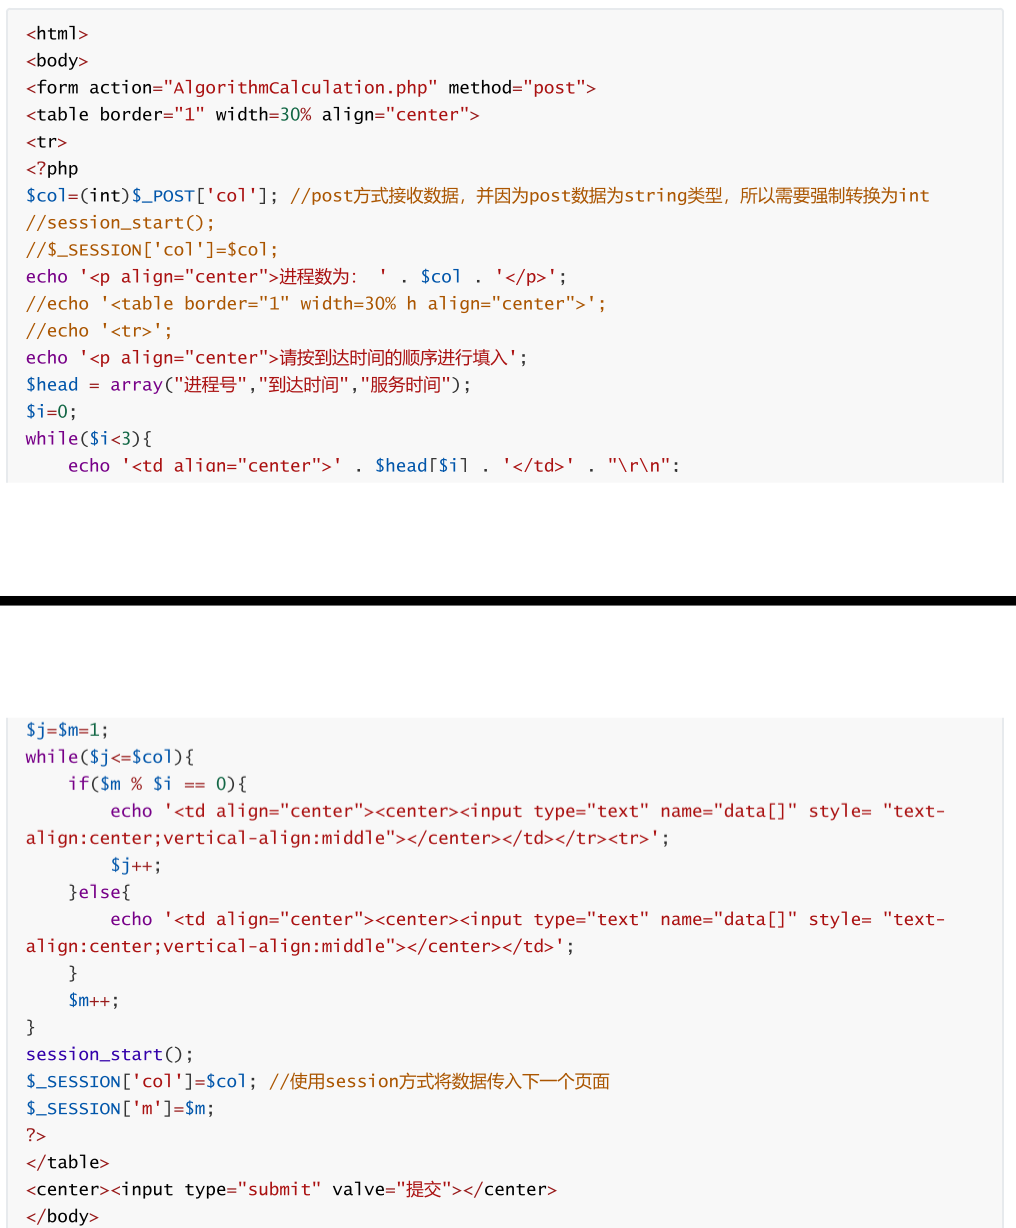 <html>
<body>
<form action="AlgorithmCalculation.php" method="post">
<table border="1" width=30% align="center">
<tr>
<?php
$col=(int)$_POST['col']; //post方式接收数据，并因为post数据为string类型，所以需要强制转换为int
//session_start();
//$_SESSION['col']=$col;
echo '<p align="center">进程数为： ' . $col . '</p>';
//echo '<table border="1" width=30% h align="center">';
//echo '<tr>';
echo '<p align="center">请按到达时间的顺序进行填入';
$head = array("进程号","到达时间","服务时间");
$i=0;
while($i<3){
    echo '<td align="center">' . $head[$i] . '</td>' . "\r\n";
$j=$m=1;
while($j<=$col){
    if($m % $i == 0){
        echo '<td align="center"><center><input type="text" name="data[]" style= "text-
align:center;vertical-align:middle"></center></td></tr><tr>';
        $j++;
    }else{
        echo '<td align="center"><center><input type="text" name="data[]" style= "text-
align:center;vertical-align:middle"></center></td>';
    }
    $m++;
}
session_start();
$_SESSION['col']=$col; //使用session方式将数据传入下一个页面
$_SESSION['m']=$m;
?>
</table>
<center><input type="submit" valve="提交"></center>
</body>